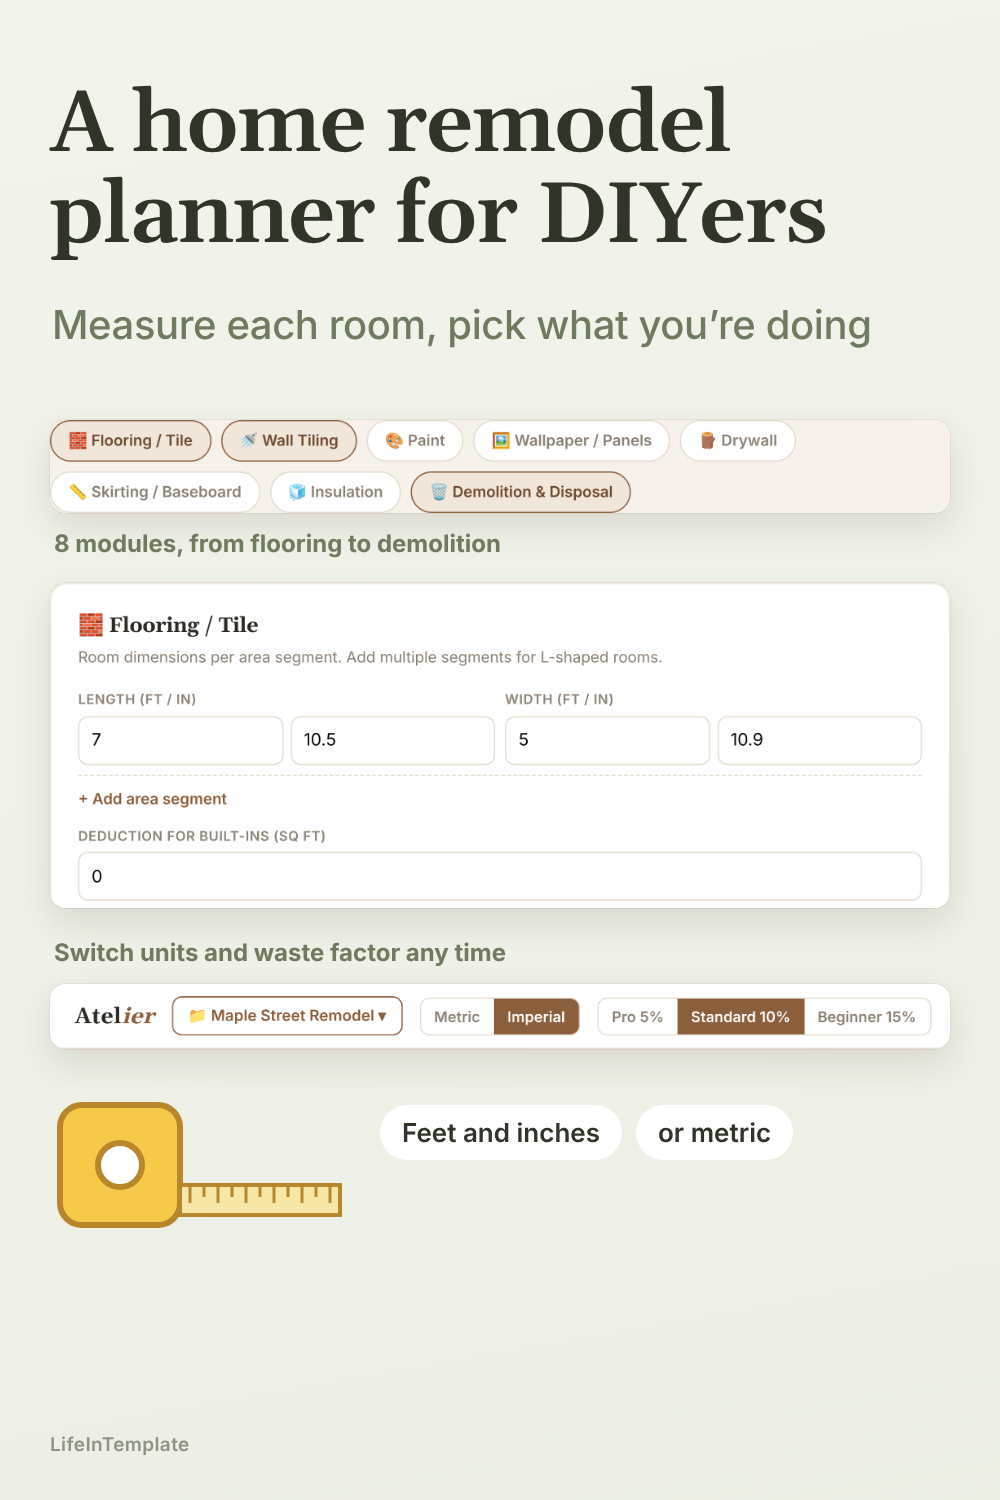 A home remodel
planner for DIYers
Measure each room, pick what you’re doing
Flooring / Tile Wall Tiling Paint Wallpaper / Panels Drywall
Skirting / Baseboard Insulation Demolition & Disposal
8 modules, from flooring to demolition
Flooring / Tile
Room dimensions per area segment. Add multiple segments for L-shaped rooms.
LENGTH (FT / IN) WIDTH (FT / IN)
7 10.5 5 10.9
+ Add area segment
DEDUCTION FOR BUILT-INS (SQ FT)
0
Switch units and waste factor any time
Atelier Maple Street Remodel ▾ Metric Imperial Pro 5% Standard 10% Beginner 15%
Feet and inches or metric
LifeInTemplate